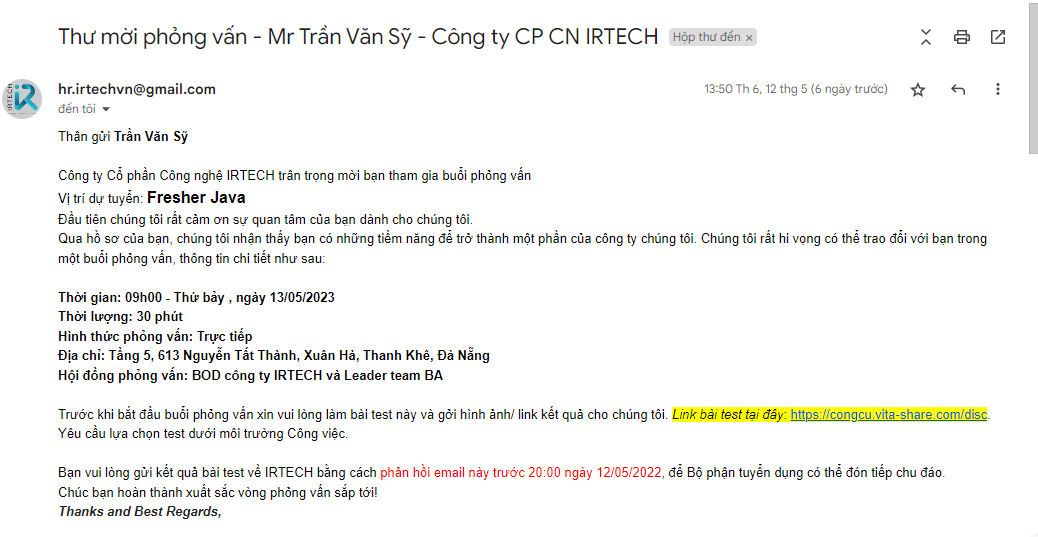 Thư mời phỏng vấn - Mr Trần Văn Sỹ - Công ty CP CN IRTECH Hộp thư đến ×
IRTECH
hr.irtechvn@gmail.com 13:50 Th 6, 12 thg 5 (6 ngày trước)
đến tôi
Thân gửi Trần Văn Sỹ
Công ty Cổ phần Công nghệ IRTECH trân trọng mời bạn tham gia buổi phỏng vấn
Vị trí dự tuyển: Fresher Java
Đầu tiên chúng tôi rất cảm ơn sự quan tâm của bạn dành cho chúng tôi.
Qua hồ sơ của bạn, chúng tôi nhận thấy bạn có những tiềm năng để trở thành một phần của công ty chúng tôi. Chúng tôi rất hi vọng có thể trao đổi với bạn trong
một buổi phỏng vấn, thông tin chi tiết như sau:
Thời gian: 09h00 - Thứ bảy , ngày 13/05/2023
Thời lượng: 30 phút
Hình thức phỏng vấn: Trực tiếp
Địa chỉ: Tầng 5, 613 Nguyễn Tất Thành, Xuân Hà, Thanh Khê, Đà Nẵng
Hội đồng phỏng vấn: BOD công ty IRTECH và Leader team BA
Trước khi bắt đầu buổi phỏng vấn xin vui lòng làm bài test này và gởi hình ảnh/ link kết quả cho chúng tôi. Link bài test tại đây: https://congcu.vita-share.com/disc.
Yêu cầu lựa chọn test dưới môi trường Công việc.
Bạn vui lòng gửi kết quả bài test về IRTECH bằng cách phản hồi email này trước 20:00 ngày 12/05/2022, để Bộ phận tuyển dụng có thể đón tiếp chu đáo.
Chúc bạn hoàn thành xuất sắc vòng phỏng vấn sắp tới!
Thanks and Best Regards,